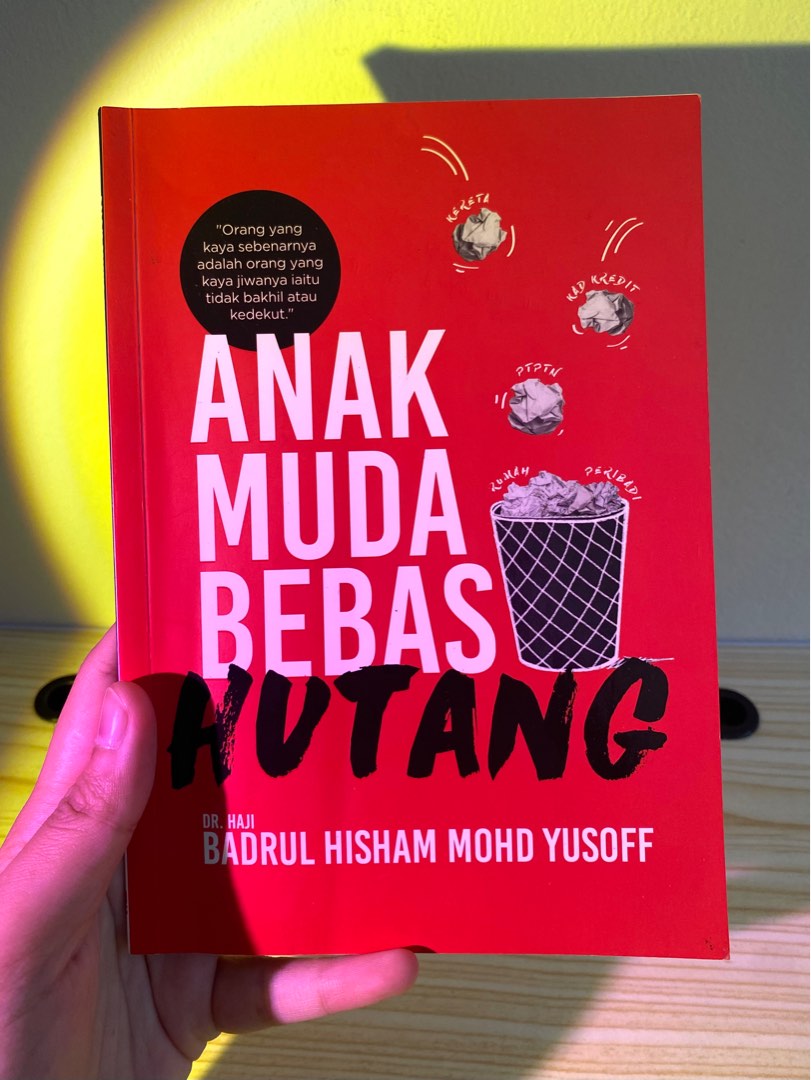 "Orang yang
kaya sebenarnya
adalah orang yang
kaya jiwanya iaitu
tidak bakhil atau
kedekut."
KERETA
KAD KREDIT
PTPTN
RUMAH PERIBADI
ANAK
MUDA
BEBAS
HUTANG
DR. HAJI
BADRUL HISHAM MOHD YUSOFF